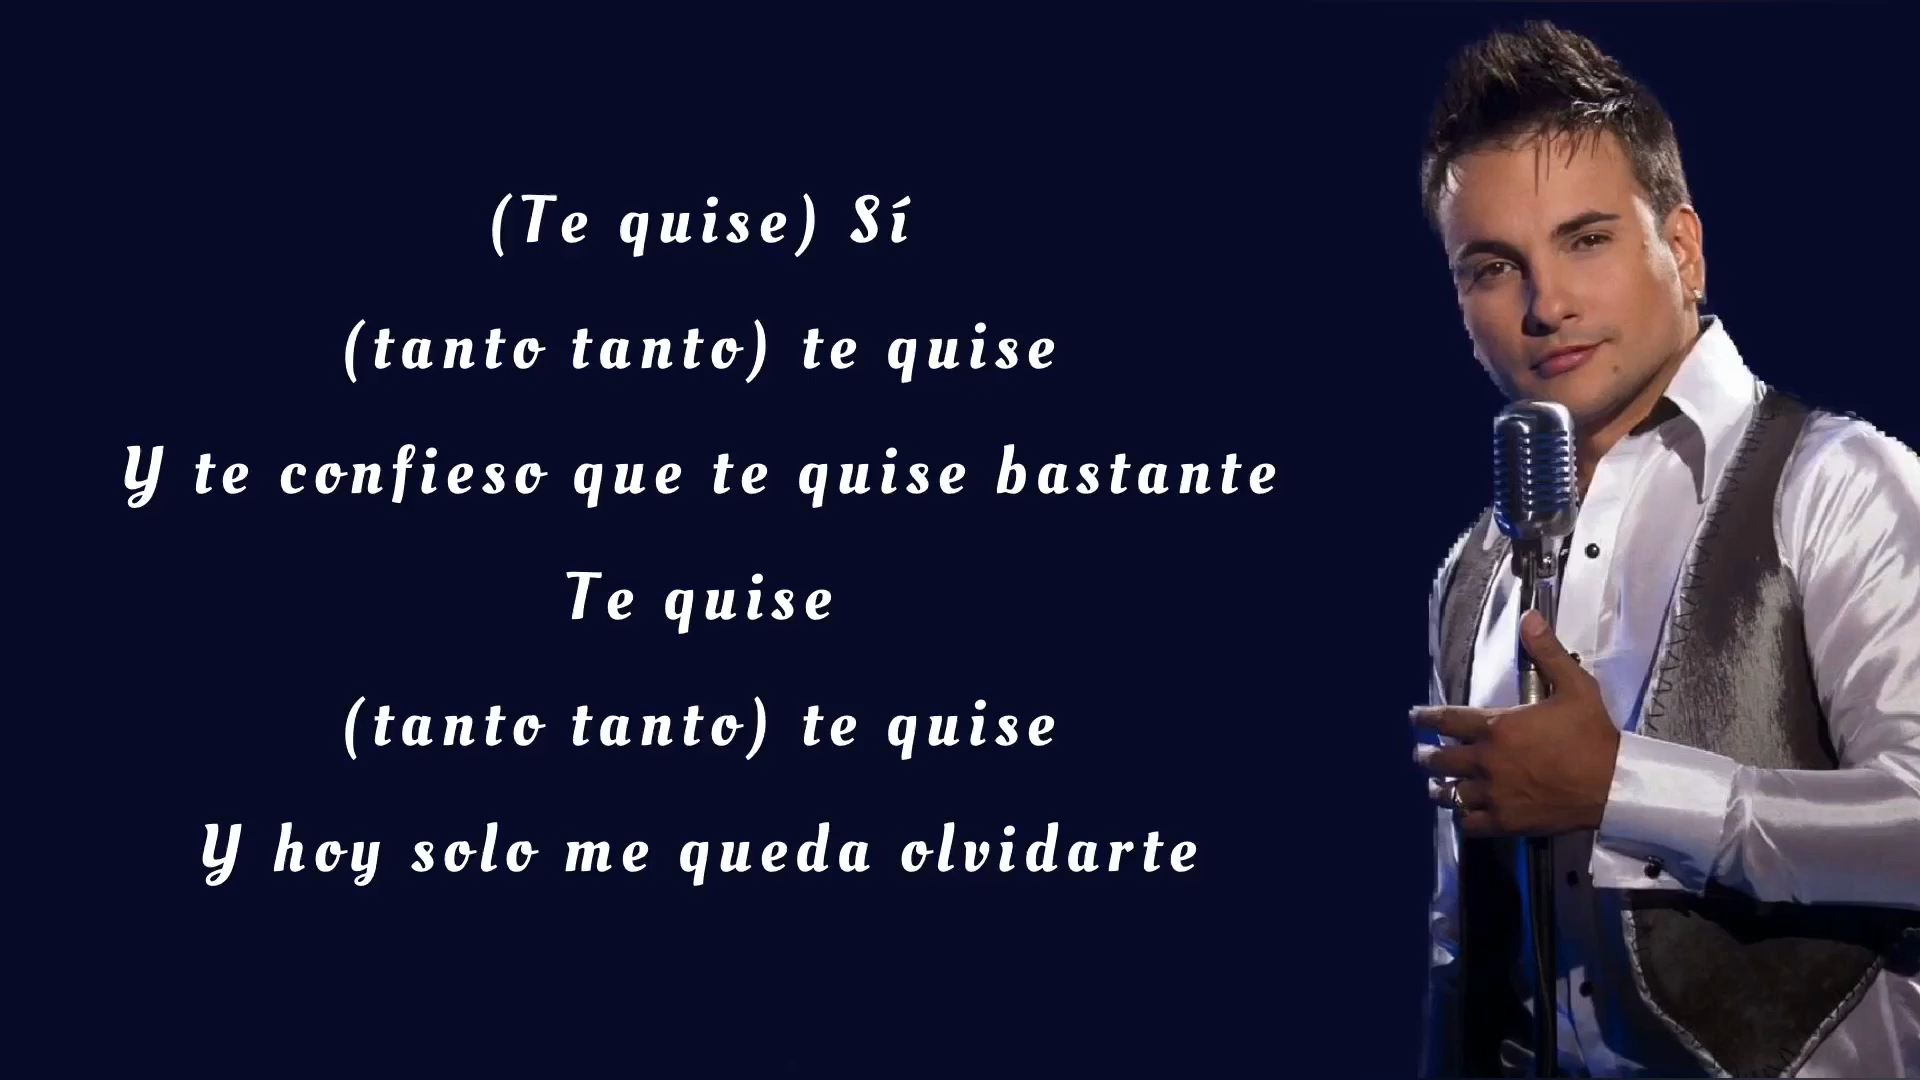 (Te quise) Sí
(tanto tanto) te quise
Y te confieso que te quise bastante
Te quise
(tanto tanto) te quise
Y hoy solo me queda olvidarte